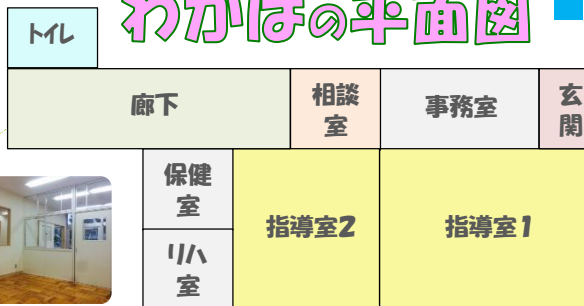 わかばの平面図
トイレ
廊下
相談
室
事務室
玄
関
保健
室
指導室2
指導室1
リハ
室